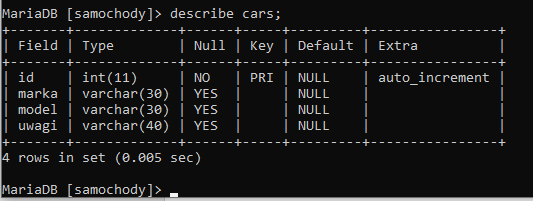 MariaDB [samochody]> describe cars;
+-------+-------------+------+-----+---------+----------------+
| Field | Type        | Null | Key | Default | Extra          |
+-------+-------------+------+-----+---------+----------------+
| id    | int(11)     | NO   | PRI | NULL    | auto_increment |
| marka | varchar(30) | YES  |     | NULL    |                |
| model | varchar(30) | YES  |     | NULL    |                |
| uwagi | varchar(40) | YES  |     | NULL    |                |
+-------+-------------+------+-----+---------+----------------+
4 rows in set (0.005 sec)
MariaDB [samochody]> _